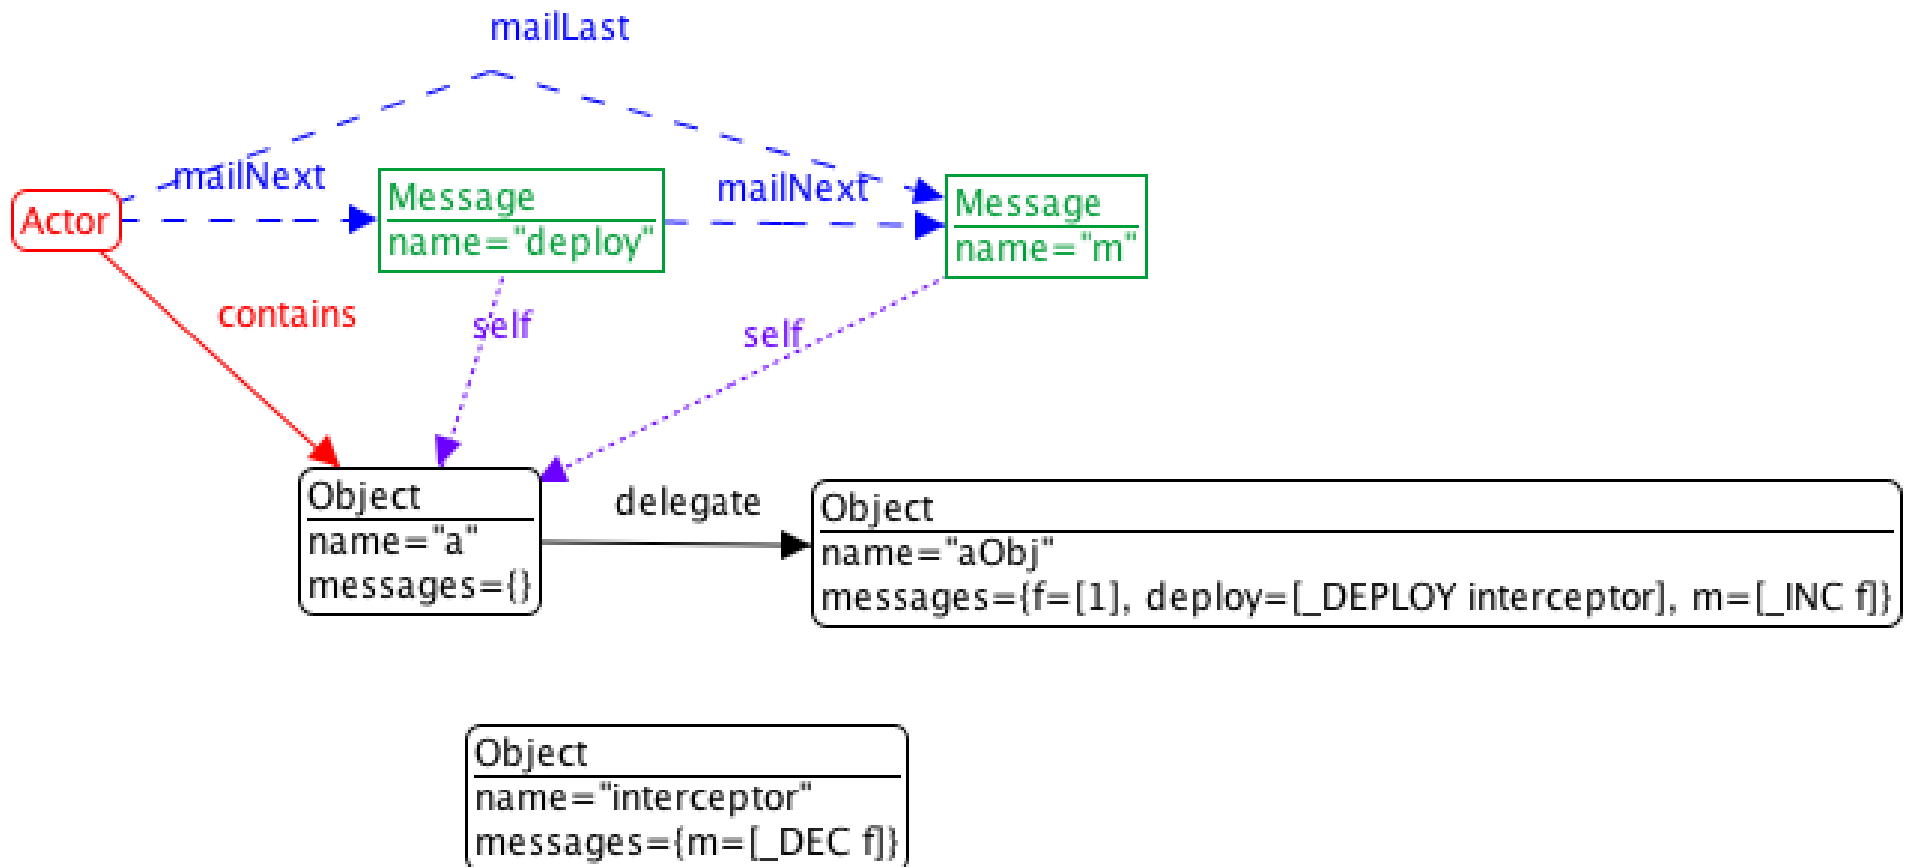 mailLast
mailNext
mailNext
Actor
Message
name="deploy"
Message
name="m"
contains
self
self
Object
name="a"
messages={}
delegate
Object
name="aObj"
messages={f=[1], deploy=[_DEPLOY interceptor], m=[_INC f]}
Object
name="interceptor"
messages={m=[_DEC f]}